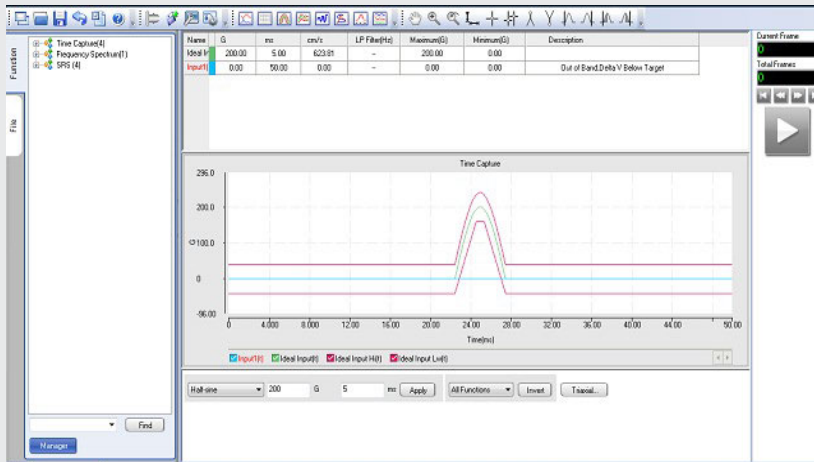 Function
File
Time Capture(4)
Frequency Spectrum(1)
SRS (4)
Find
Manager
Name G ms cm/s LP Filter(Hz) Maximum(G) Minimum(G) Description
Ideal In 200.00 5.00 623.81 -- 200.00 0.00
Input1( 0.00 50.00 0.00 -- 0.00 0.00 Out of Band.Delta V Below Target
Time Capture
296.0
200.0
100.0
0
-96.00
G
0 4.000 8.000 12.00 16.00 20.00 24.00 28.00 32.00 36.00 40.00 44.00 50.00
Time(ms)
Input1(t) Ideal Input(t) Ideal Input Hi(t) Ideal Input Lw(t)
Half-sine 200 G 5 ms Apply All Functions Invert Triaxial...
Current Frame
0
Total Frames
0